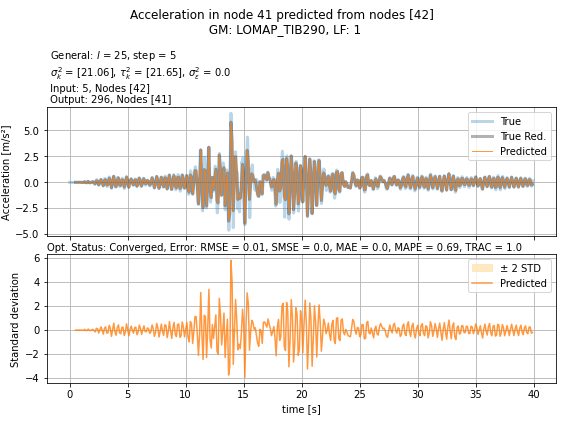 Acceleration in node 41 predicted from nodes [42]
GM: LOMAP_TIB290, LF: 1
General: l = 25, step = 5
σ²ₖ = [21.06], τ²ₖ = [21.65], σ²ε = 0.0
Input: 5, Nodes [42]
Output: 296, Nodes [41]
Acceleration [m/s²]
5.0
2.5
0.0
−2.5
−5.0
True
True Red.
Predicted
Opt. Status: Converged, Error: RMSE = 0.01, SMSE = 0.0, MAE = 0.0, MAPE = 0.69, TRAC = 1.0
Standard deviation
6
4
2
0
−2
−4
± 2 STD
Predicted
0 5 10 15 20 25 30 35 40
time [s]